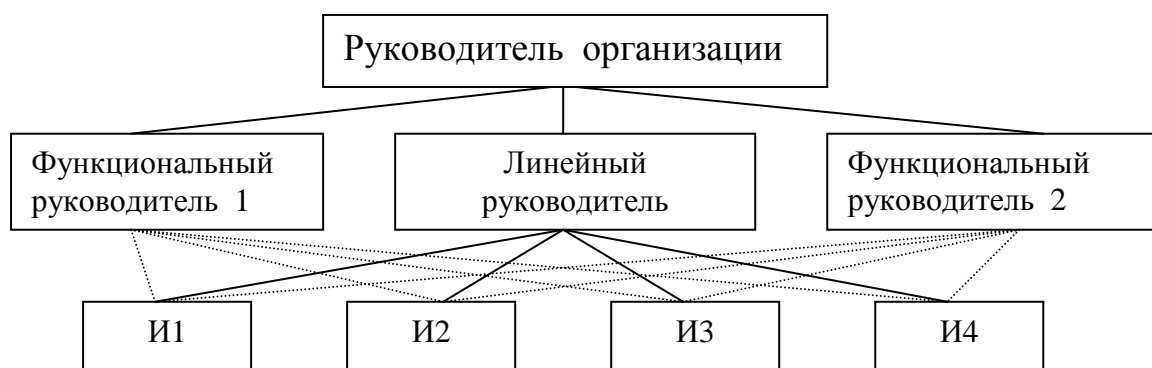 Руководитель организации
Функциональный
руководитель 1
Линейный
руководитель
Функциональный
руководитель 2
И1
И2
И3
И4